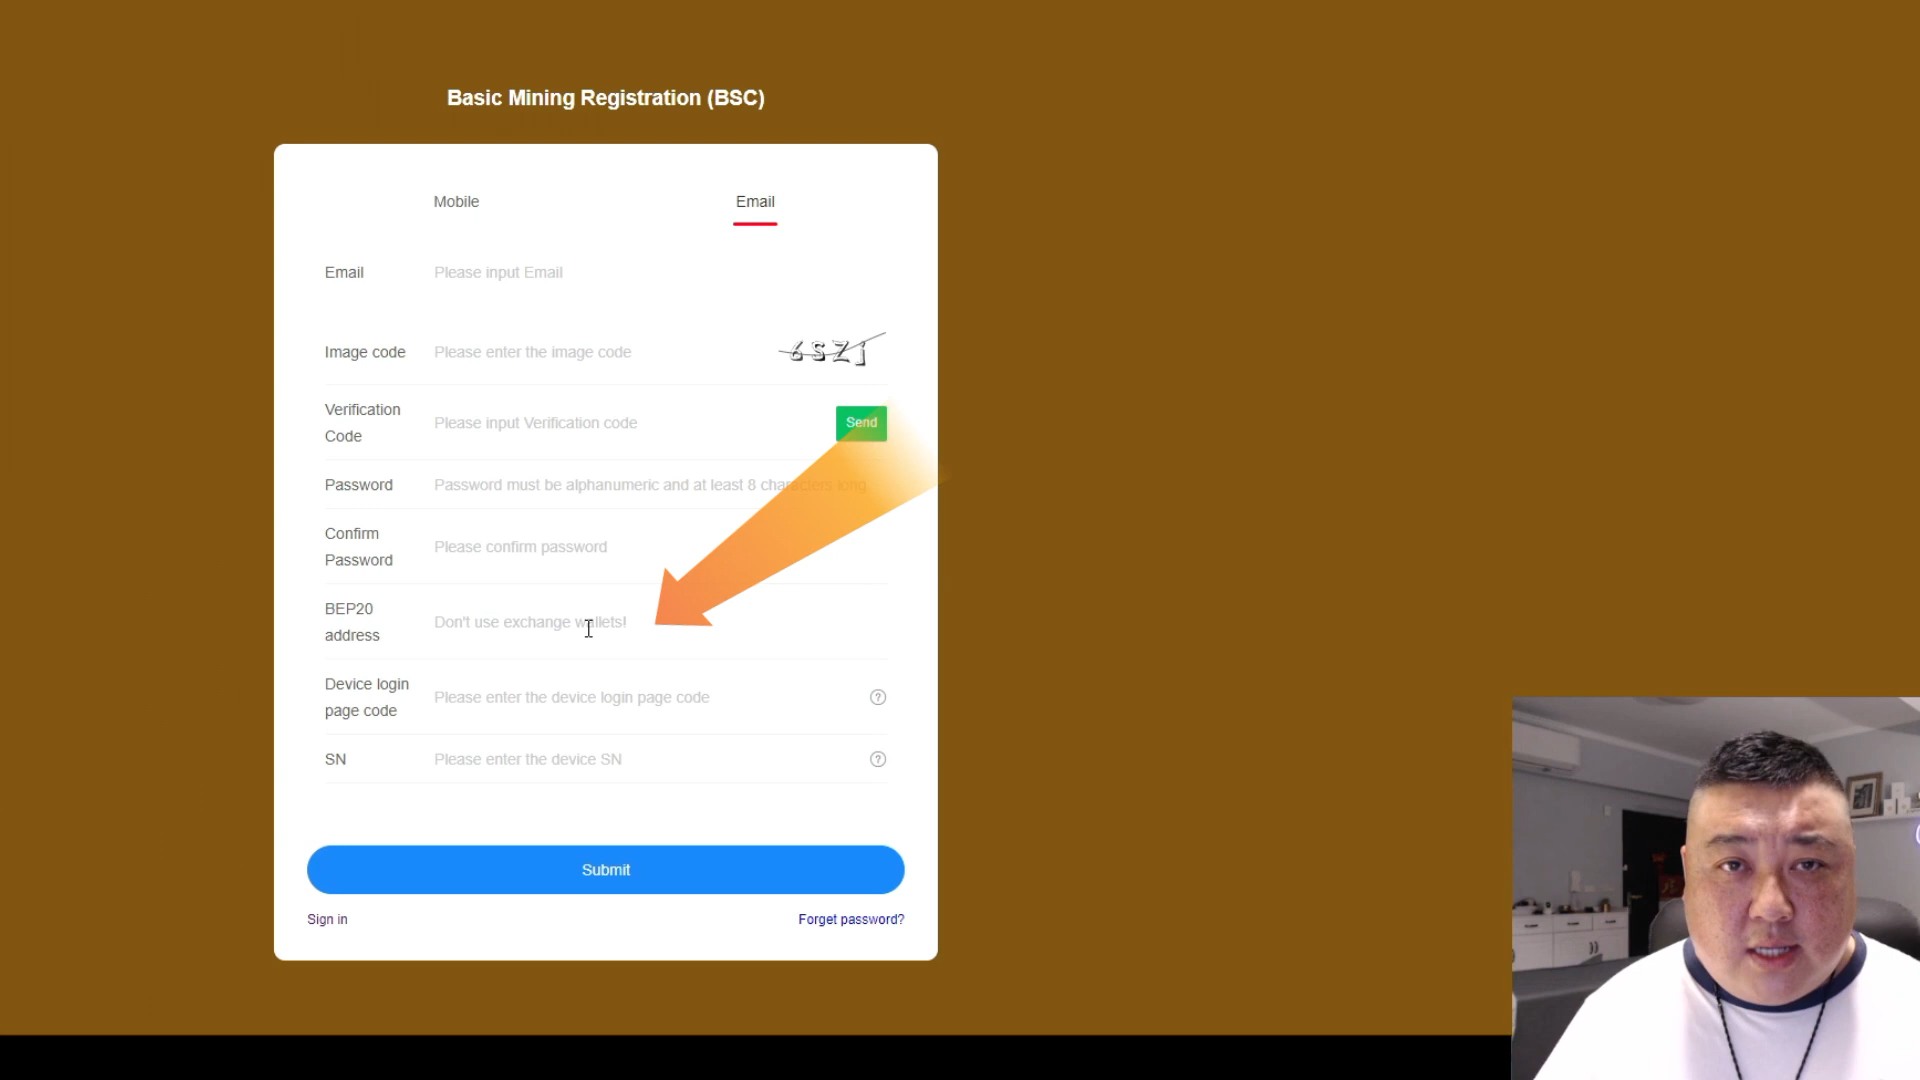 Basic Mining Registration (BSC)
Mobile
Email
Email
Please input Email
Image code
Please enter the image code
6SZj
Verification
Code
Please input Verification code
Send
Password
Password must be alphanumeric and at least 8 characters long
Confirm
Password
Please confirm password
BEP20
address
Don't use exchange wallets!
Device login
page code
Please enter the device login page code
?
SN
Please enter the device SN
?
Submit
Sign in
Forget password?